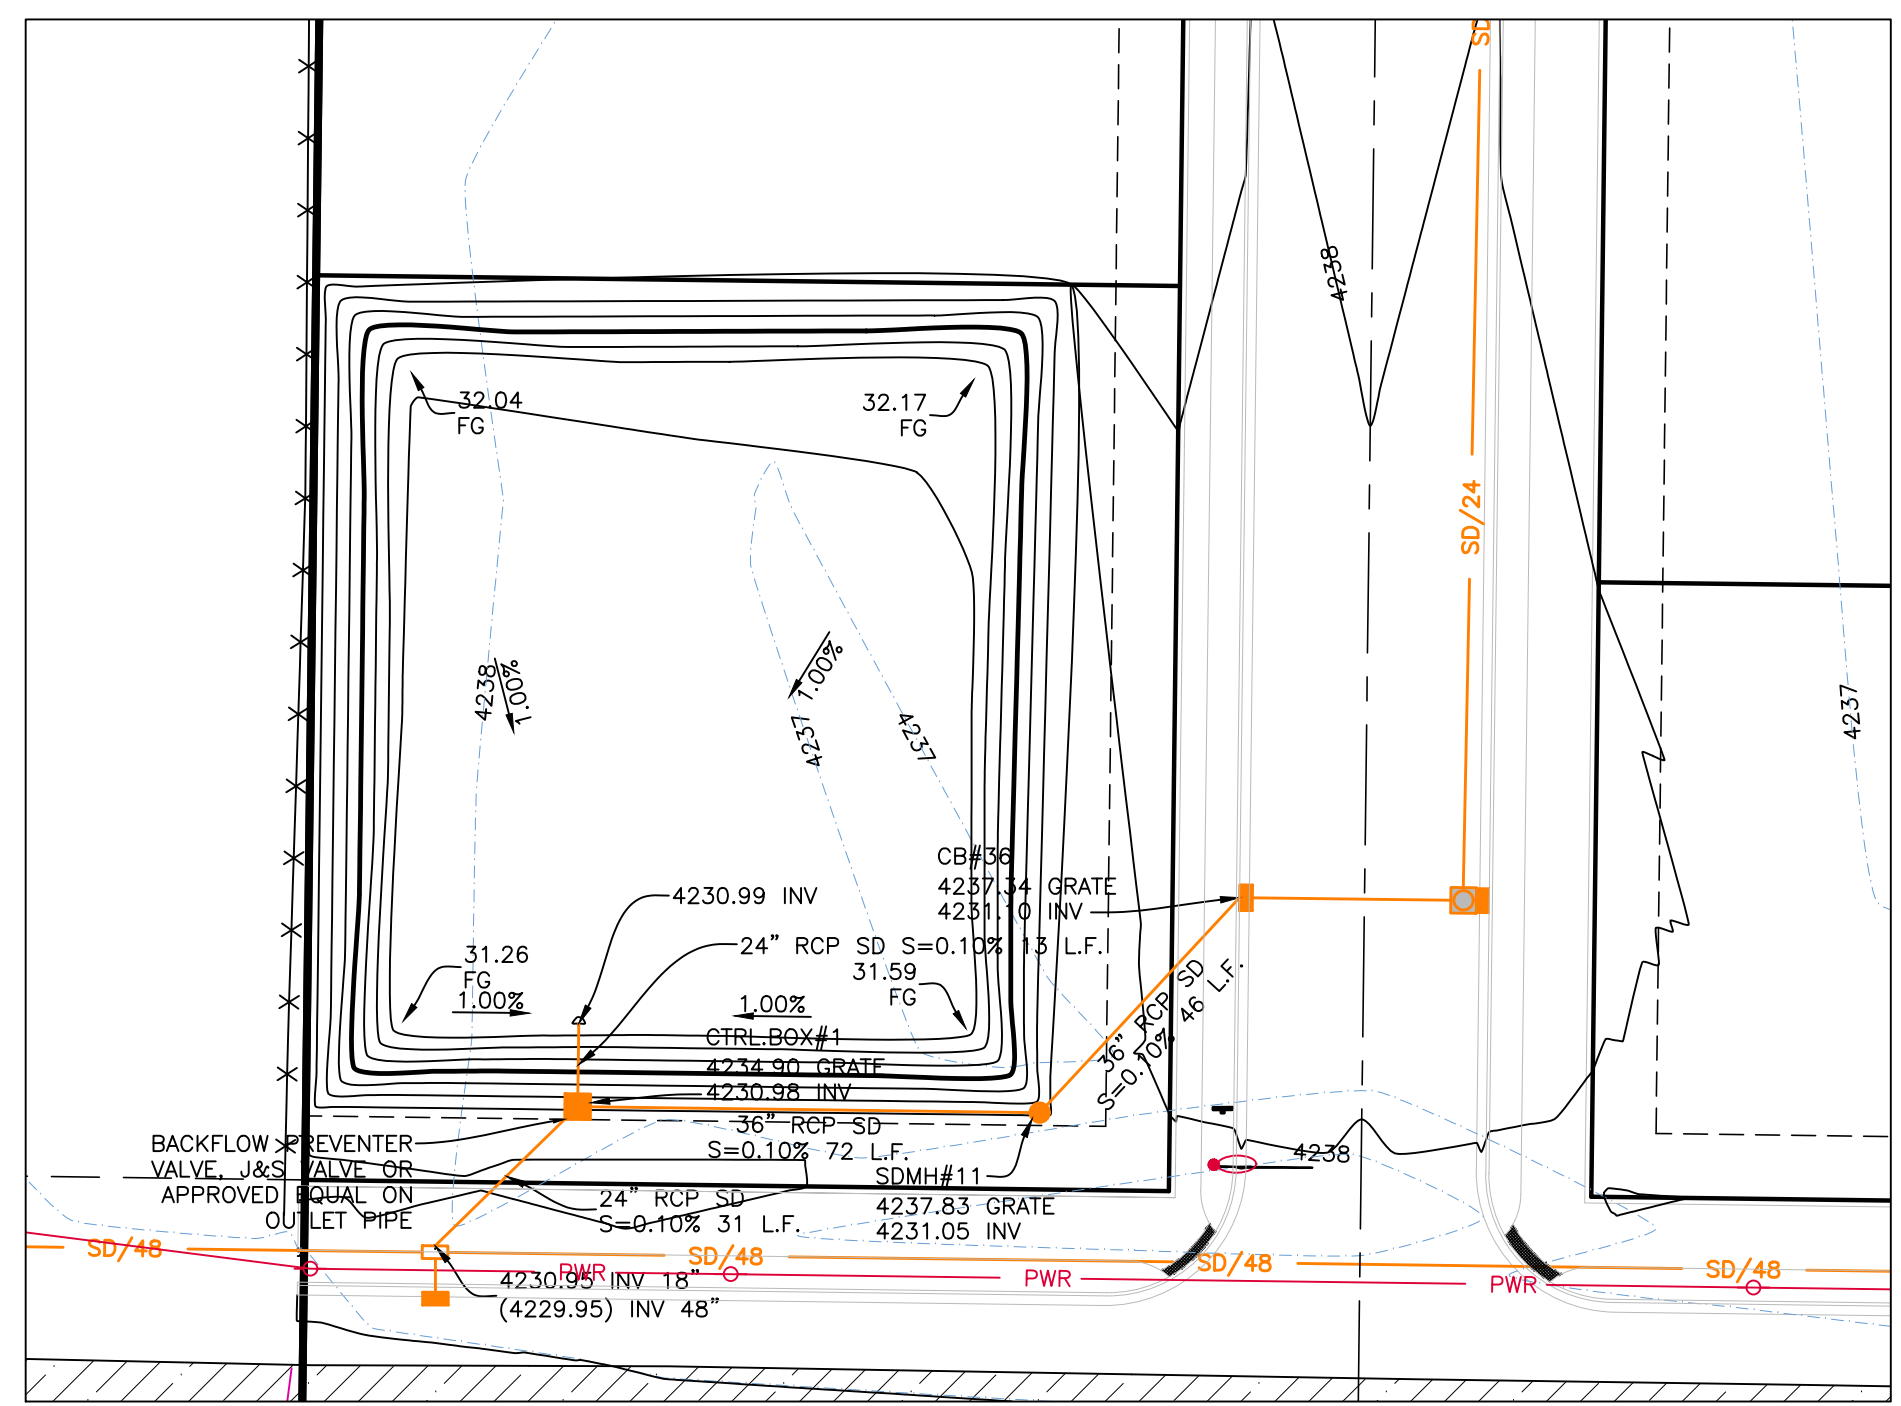 SD
4238
32.04
FG
32.17
FG
SD/24
4238
1.00%
1.00%
4237
4237
4237
CB#36
4237.34 GRATE
4231.10 INV
4230.99 INV
24" RCP SD S=0.10% 13 L.F.
31.26
FG
1.00%
31.59
FG
1.00%
36" RCP SD
S=0.10% 46 L.F.
CTRL.BOX#1
4234.90 GRATE
4230.98 INV
36" RCP SD
S=0.10% 72 L.F.
BACKFLOW PREVENTER
VALVE, J&S VALVE OR
APPROVED EQUAL ON
OUTLET PIPE
SDMH#11
4237.83 GRATE
4231.05 INV
4238
24" RCP SD
S=0.10% 31 L.F.
SD/48
SD/48
SD/48
SD/48
PWR
PWR
PWR
4230.95 INV 18"
(4229.95) INV 48"